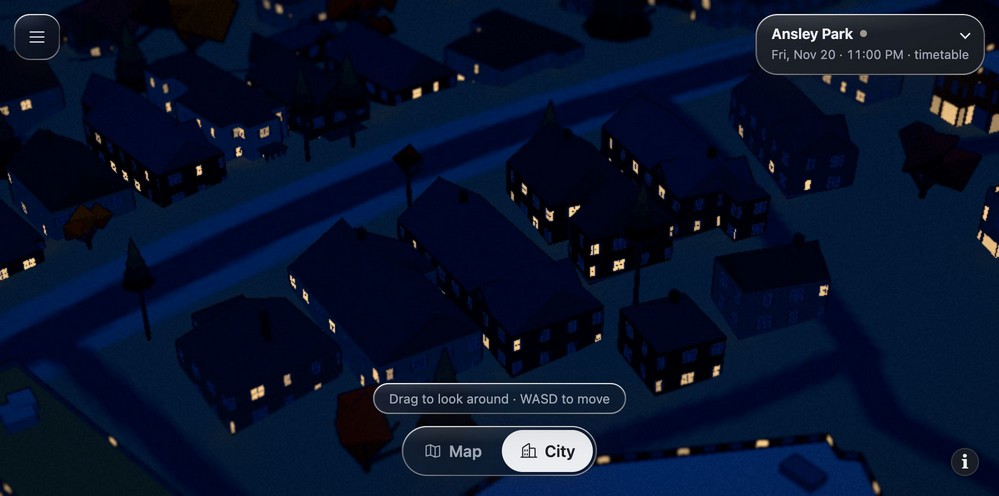 Ansley Park
Fri, Nov 20 · 11:00 PM · timetable
Drag to look around · WASD to move
Map
City
i